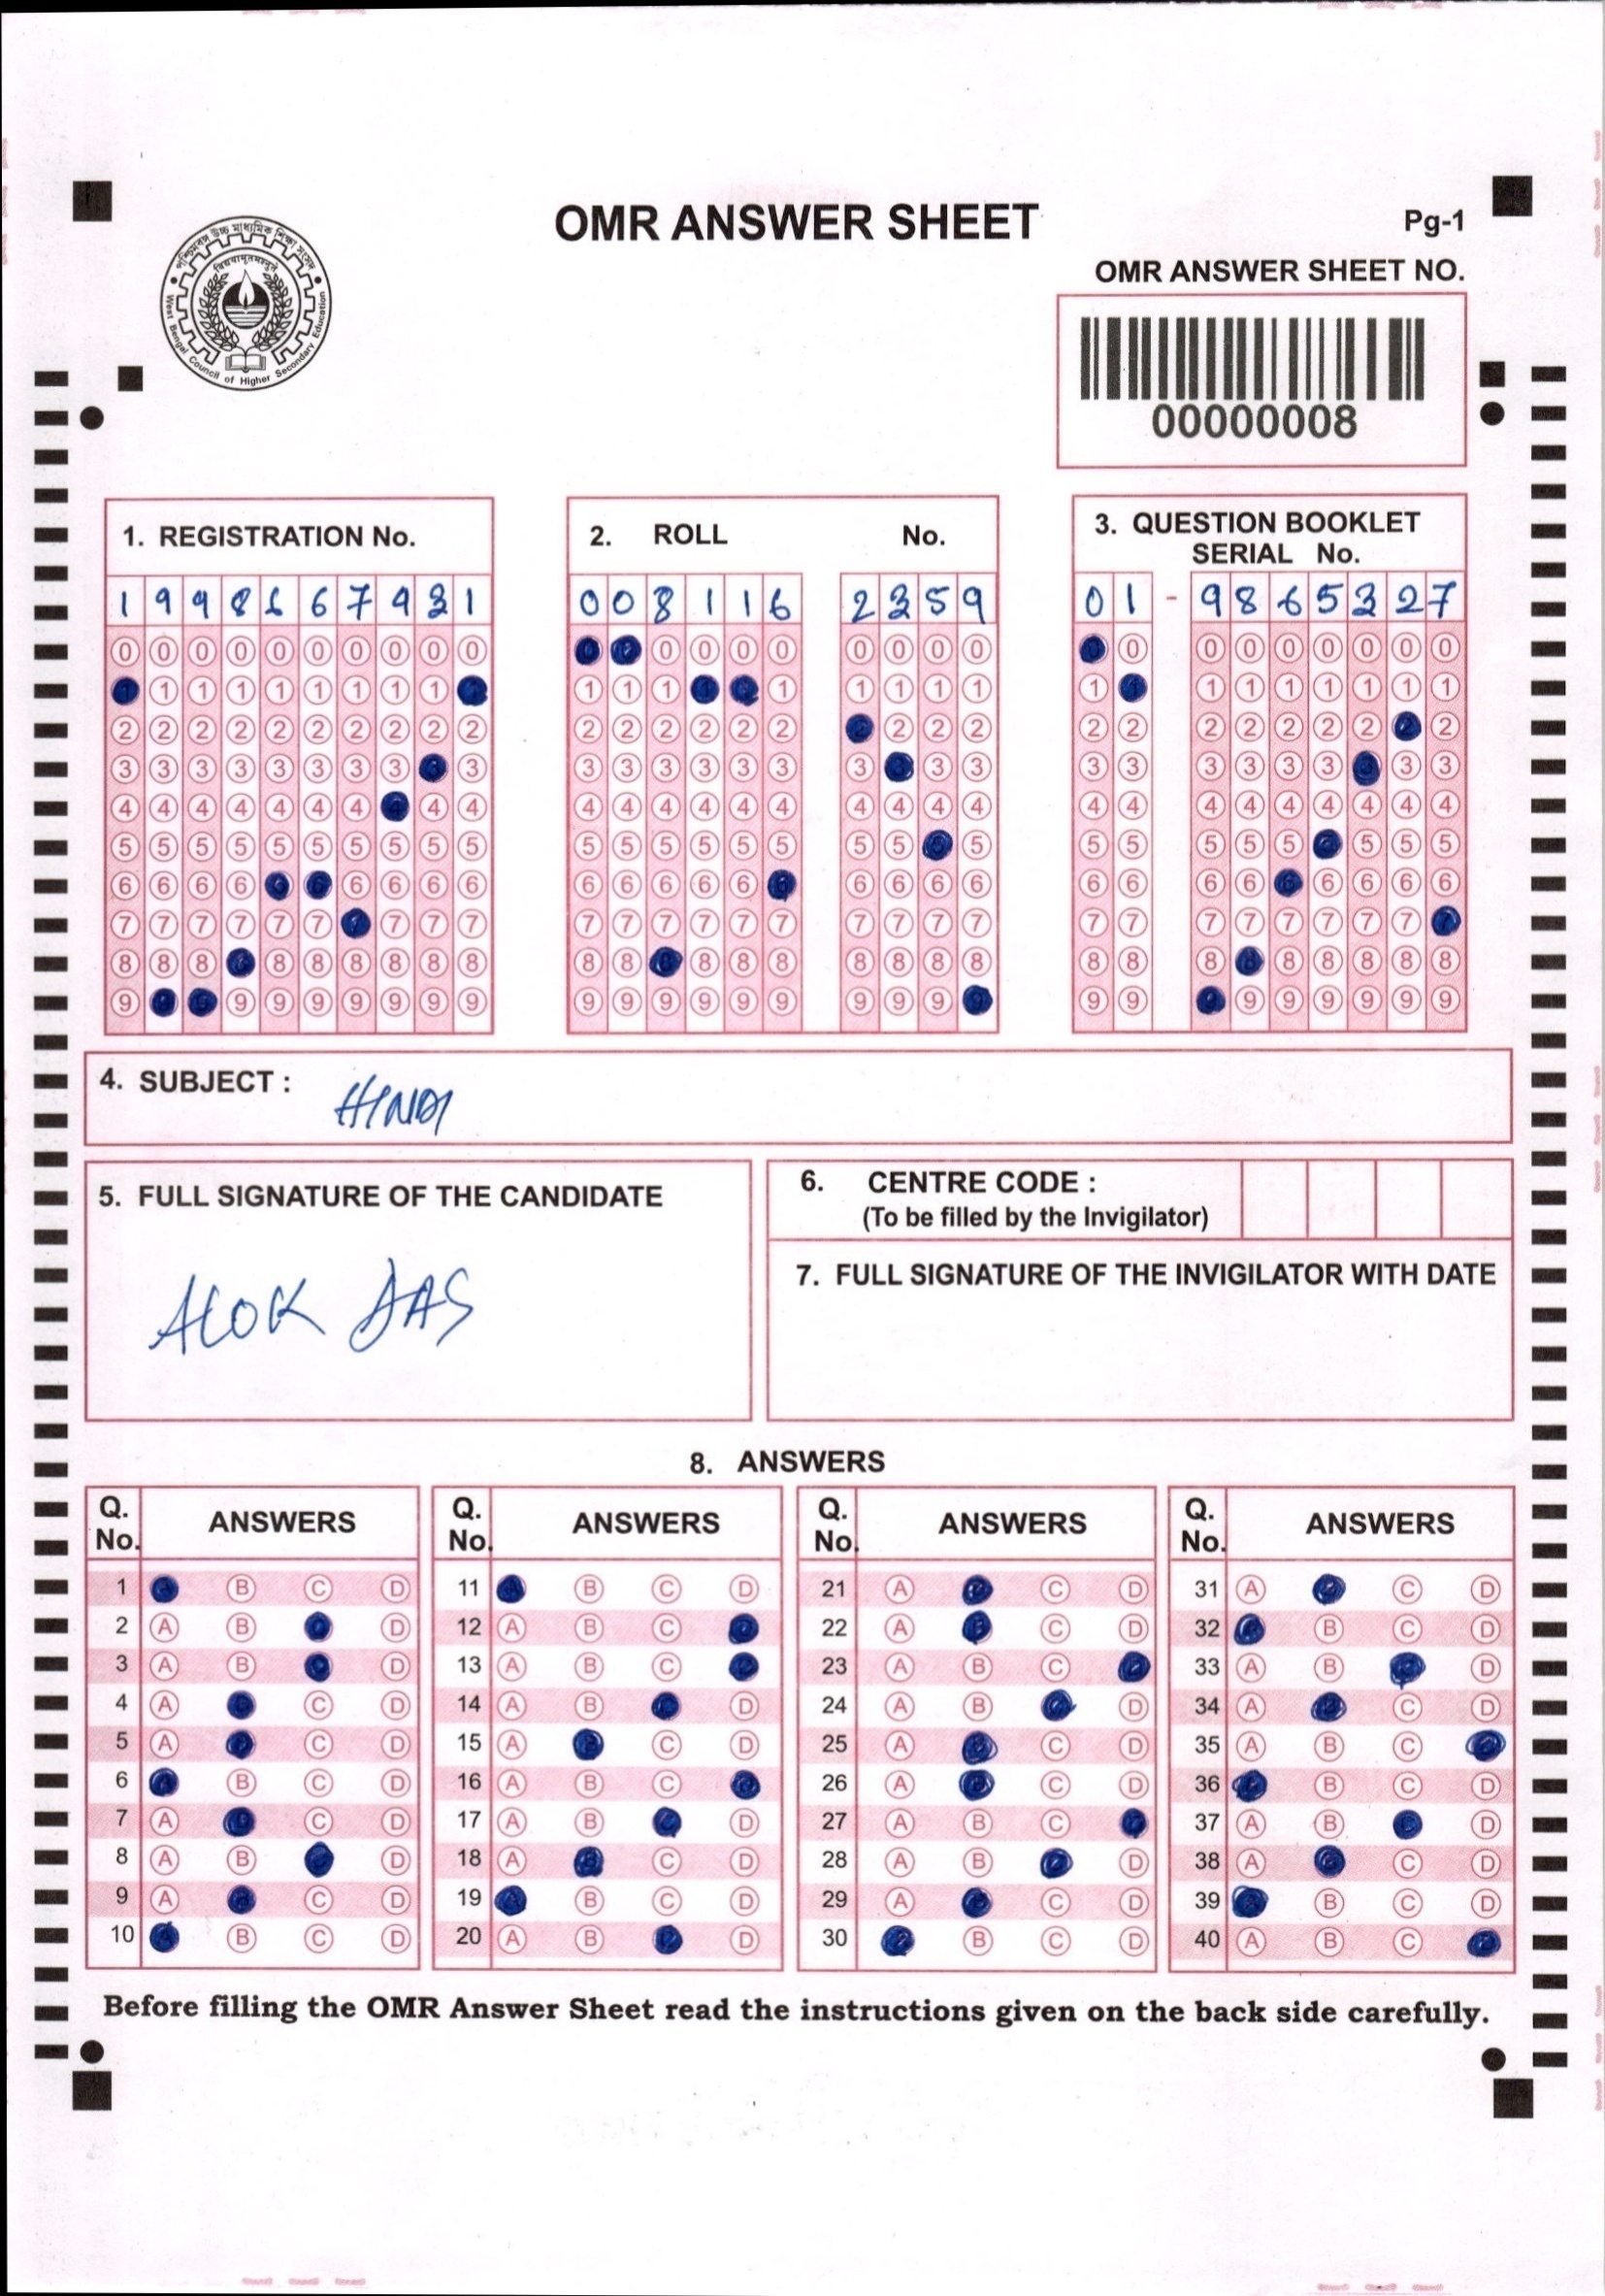 OMR ANSWER SHEET
Pg-1
পশ্চিমবঙ্গ উচ্চ মাধ্যমিক শিক্ষা সংসদ
West Bengal Council of Higher Secondary Education
OMR ANSWER SHEET NO.
00000008
1. REGISTRATION No.
2. ROLL No.
3. QUESTION BOOKLET
SERIAL No.
1 9 9 8 6 6 7 4 3 1 0 0 8 1 1 6 2 3 5 9 0 1 - 9 8 6 5 3 2 7
4. SUBJECT : HINDI
5. FULL SIGNATURE OF THE CANDIDATE
ALOK DAS
6. CENTRE CODE :
(To be filled by the Invigilator)
7. FULL SIGNATURE OF THE INVIGILATOR WITH DATE
8. ANSWERS
Q. No. ANSWERS Q. No. ANSWERS Q. No. ANSWERS Q. No. ANSWERS
1 B C D 11 B C D 21 A C D 31 A C D
2 A B D 12 A B C 22 A C D 32 B C D
3 A B D 13 A B C 23 A B C 33 A B D
4 A C D 14 A B D 24 A B D 34 A C D
5 A C D 15 A C D 25 A C D 35 A B C
6 B C D 16 A B C 26 A C D 36 B C D
7 A C D 17 A B D 27 A B C 37 A B D
8 A B D 18 A C D 28 A B D 38 A C D
9 A C D 19 B C D 29 A C D 39 B C D
10 B C D 20 A B D 30 B C D 40 A B C
Before filling the OMR Answer Sheet read the instructions given on the back side carefully.